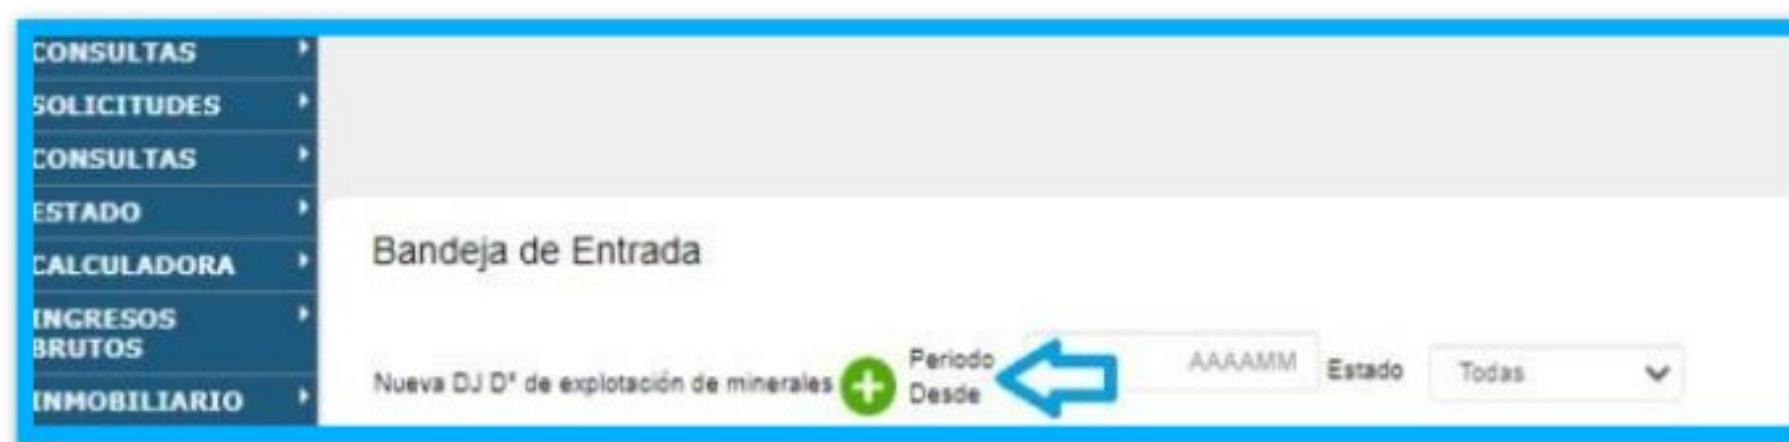 CONSULTAS
SOLICITUDES
CONSULTAS
ESTADO
CALCULADORA
INGRESOS
BRUTOS
INMOBILIARIO
Bandeja de Entrada
Nueva DJ D° de explotación de minerales
Periodo
Desde
AAAAMM
Estado
Todas